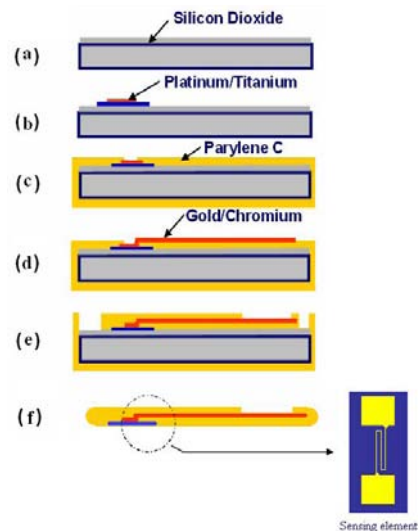 Silicon Dioxide
(a)
Platinum/Titanium
(b)
Parylene C
(c)
Gold/Chromium
(d)
(e)
(f)
Sensing element